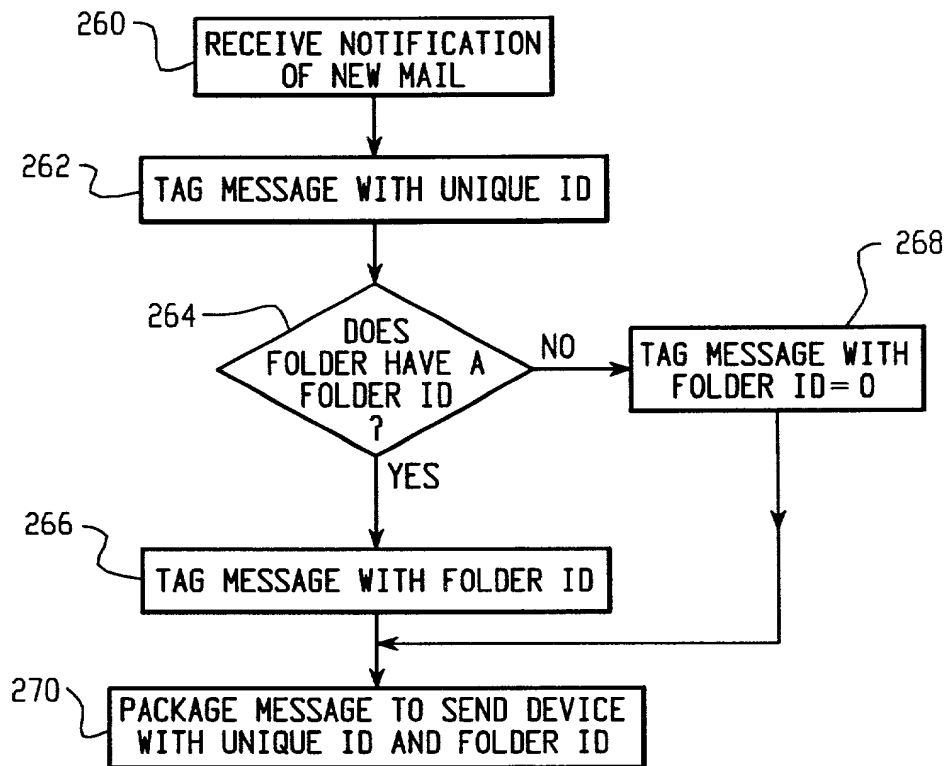 260
RECEIVE NOTIFICATION
OF NEW MAIL
262
TAG MESSAGE WITH UNIQUE ID
264
DOES
FOLDER HAVE A
FOLDER ID
?
NO
268
TAG MESSAGE WITH
FOLDER ID=0
YES
266
TAG MESSAGE WITH FOLDER ID
270
PACKAGE MESSAGE TO SEND DEVICE
WITH UNIQUE ID AND FOLDER ID